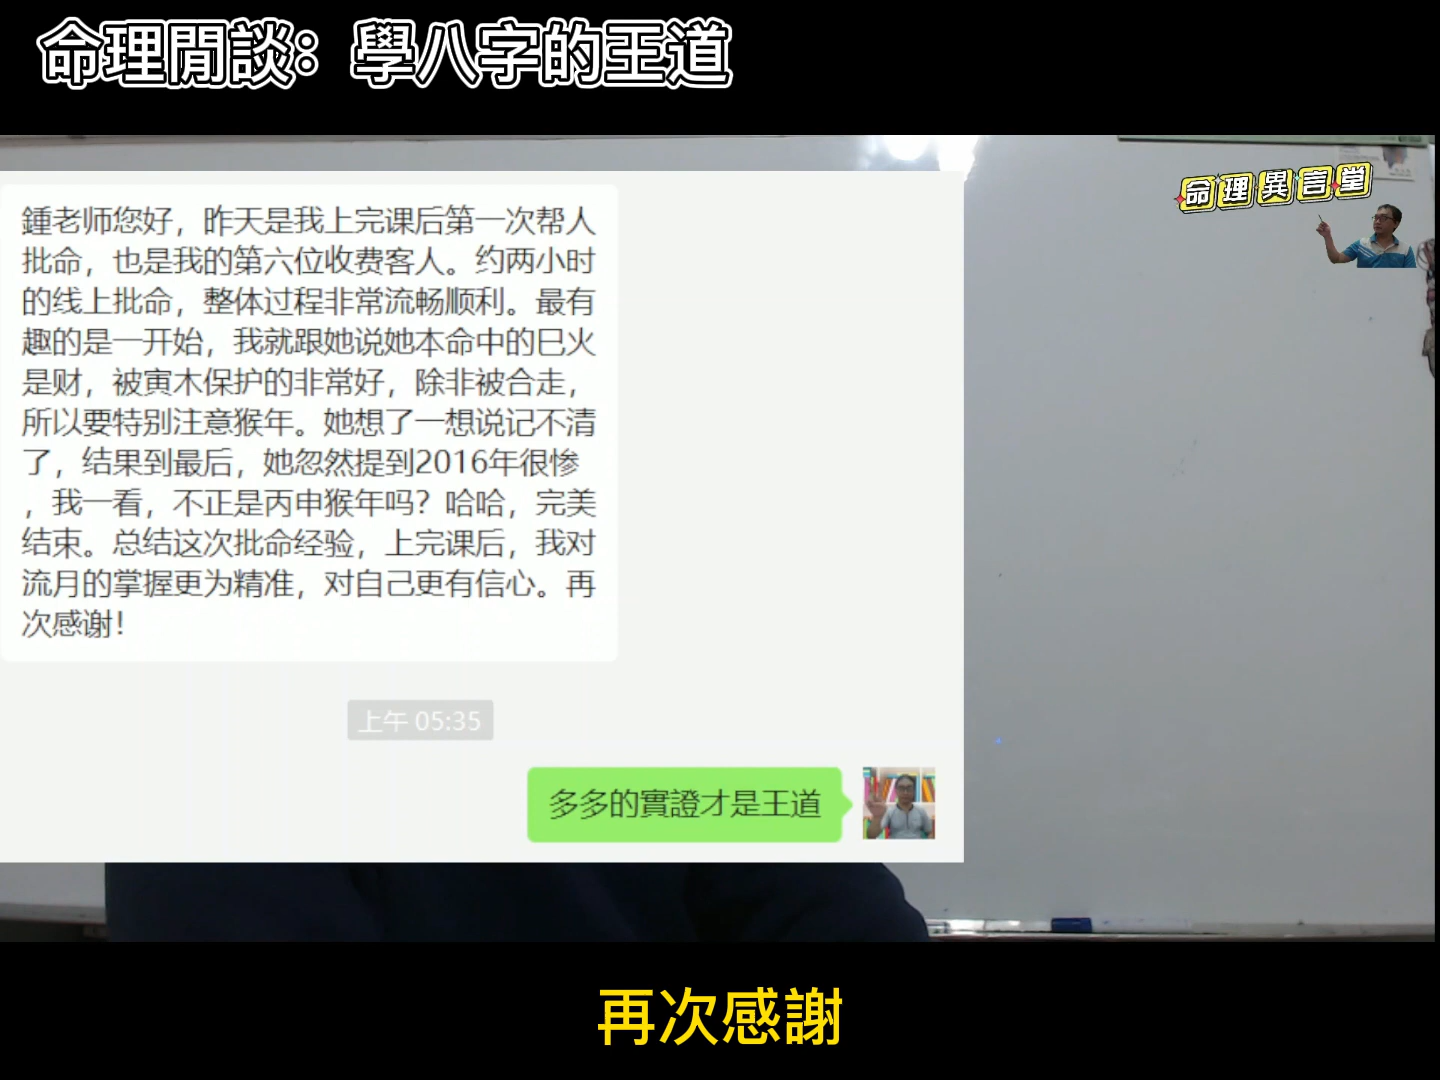 命理閒談：學八字的王道
命理異言堂
鍾老师您好，昨天是我上完课后第一次帮人
批命，也是我的第六位收费客人。约两小时
的线上批命，整体过程非常流畅顺利。最有
趣的是一开始，我就跟她说她本命中的巳火
是财，被寅木保护的非常好，除非被合走，
所以要特别注意猴年。她想了一想说记不清
了，结果到最后，她忽然提到2016年很惨
，我一看，不正是丙申猴年吗？哈哈，完美
结束。总结这次批命经验，上完课后，我对
流月的掌握更为精准，对自己更有信心。再
次感谢！
上午 05:35
多多的實證才是王道
再次感謝